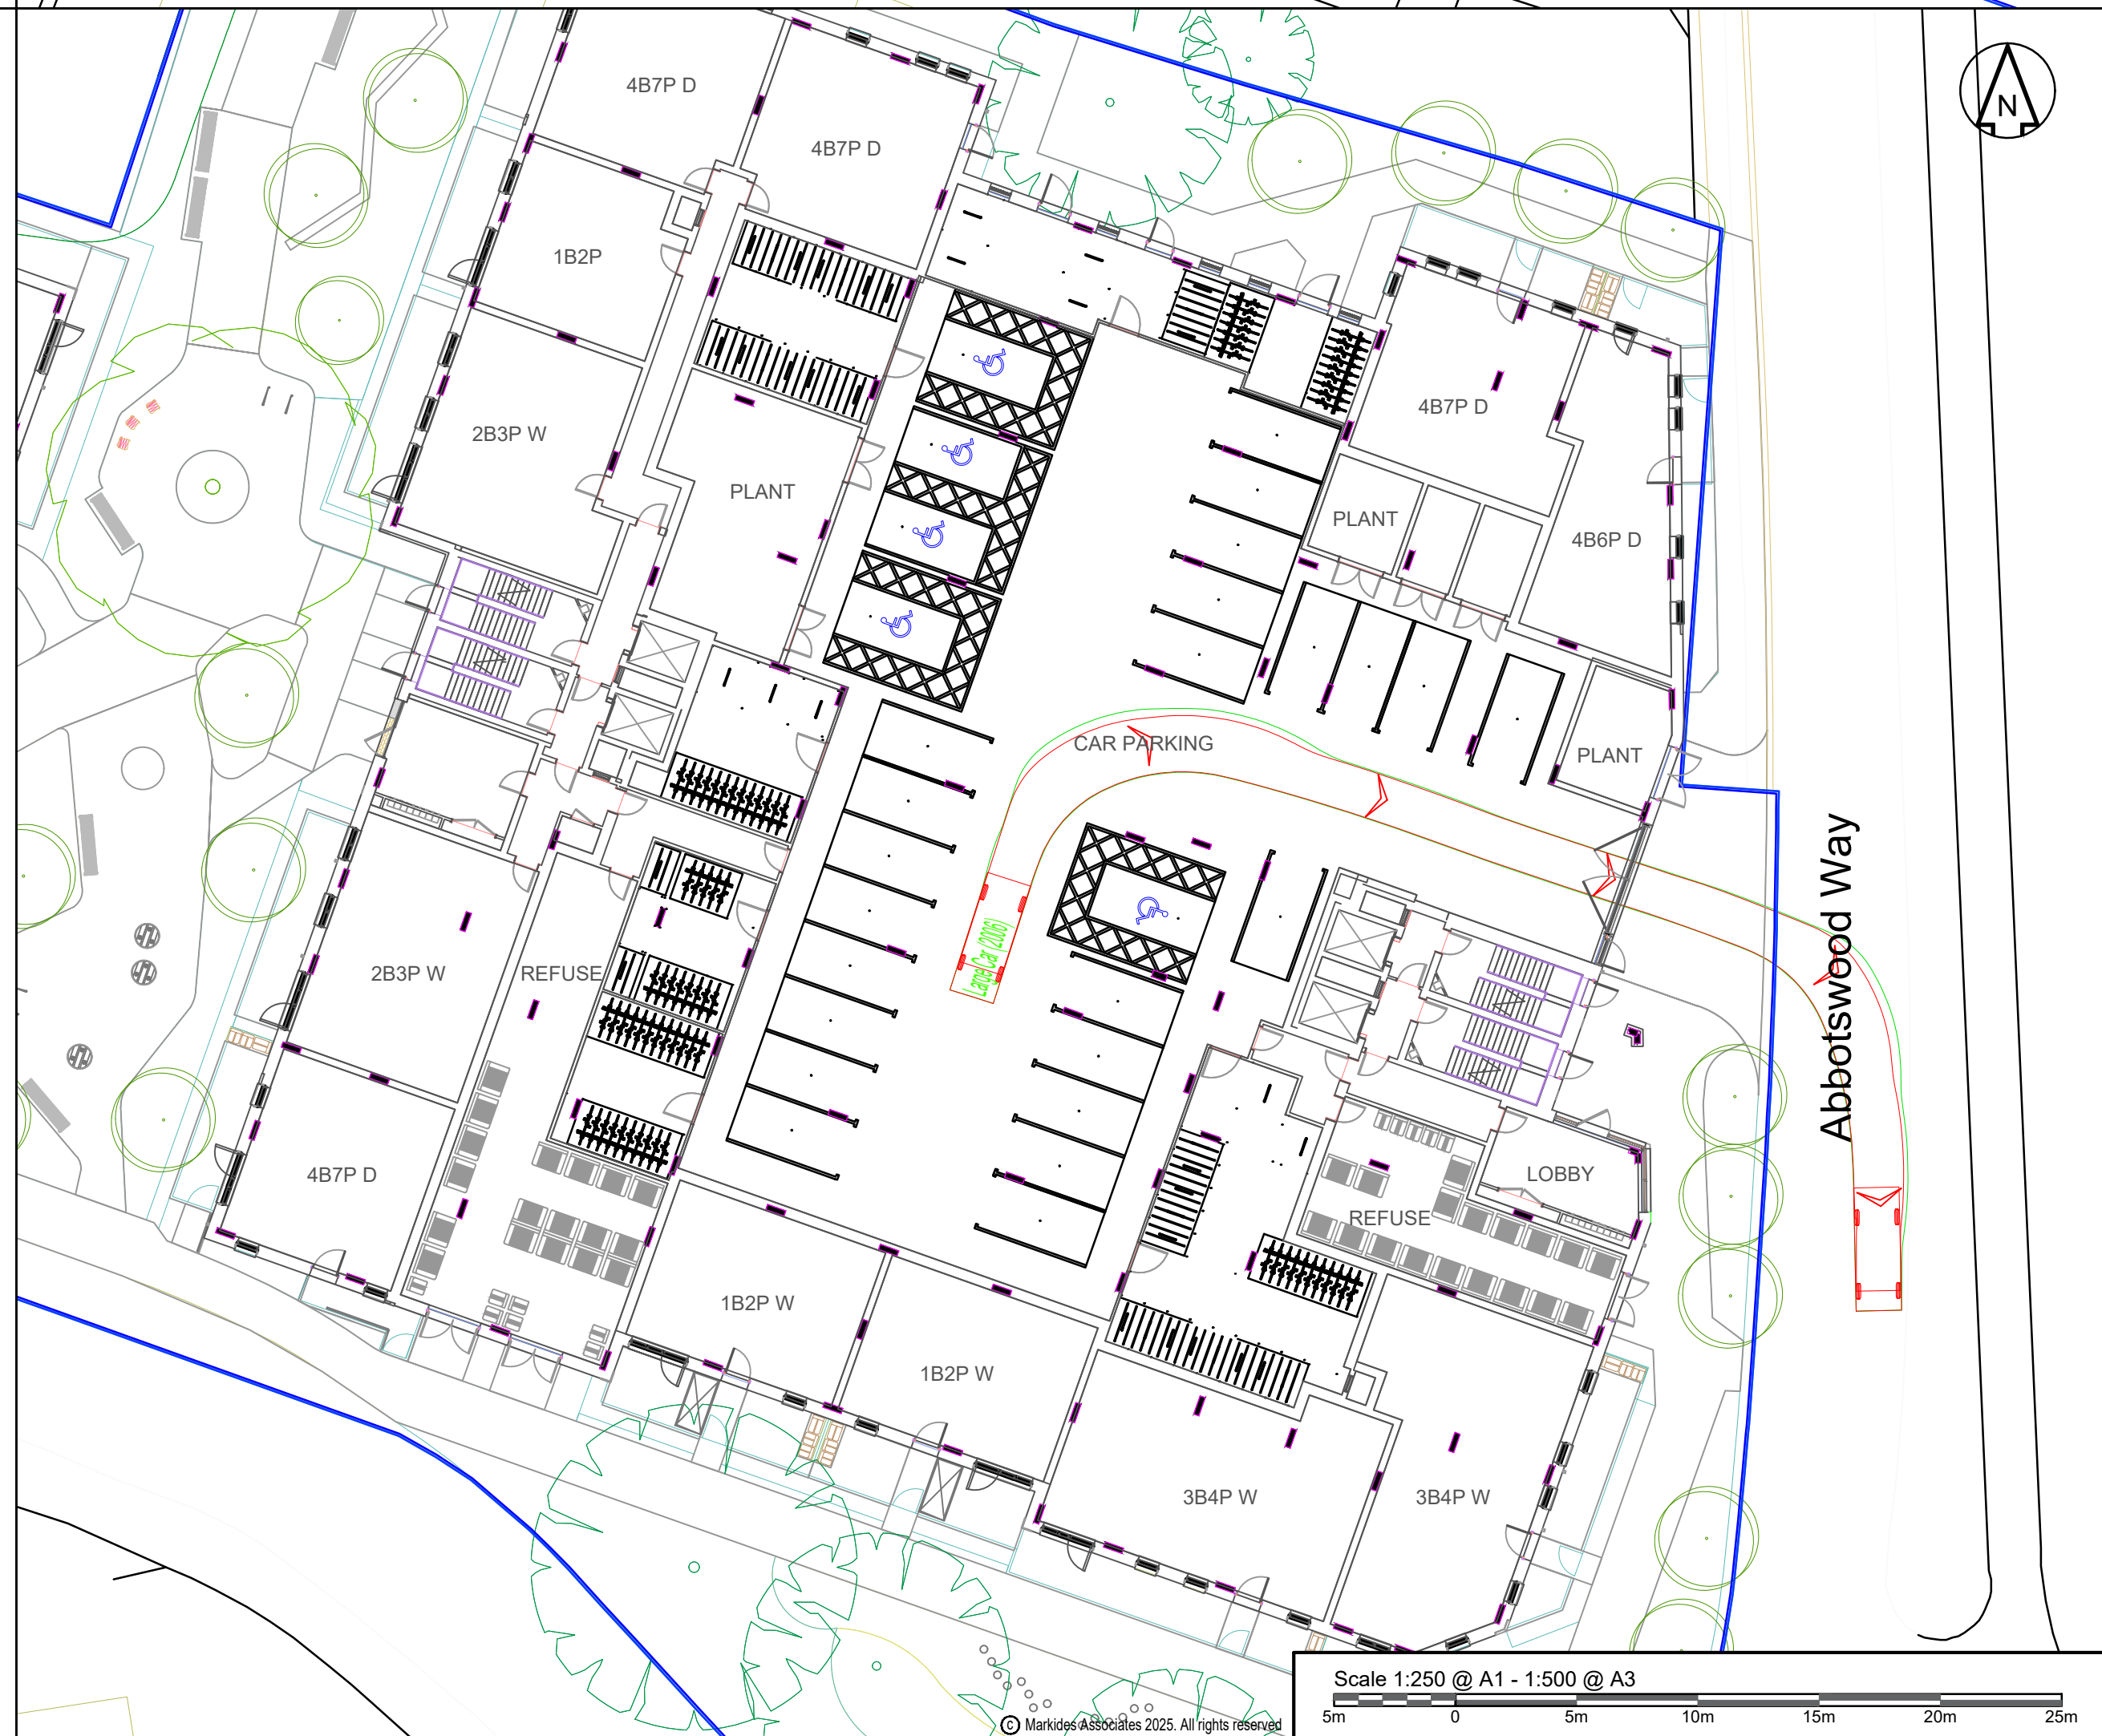 4B7P D
4B7P D
N
1B2P
4B7P D
2B3P W
PLANT
PLANT
4B6P D
CAR PARKING
PLANT
Abbotswood Way
Large Car (2006)
2B3P W
REFUSE
4B7P D
LOBBY
REFUSE
1B2P W
1B2P W
3B4P W
3B4P W
Scale 1:250 @ A1 - 1:500 @ A3
5m 0 5m 10m 15m 20m 25m
© Markides Associates 2025. All rights reserved